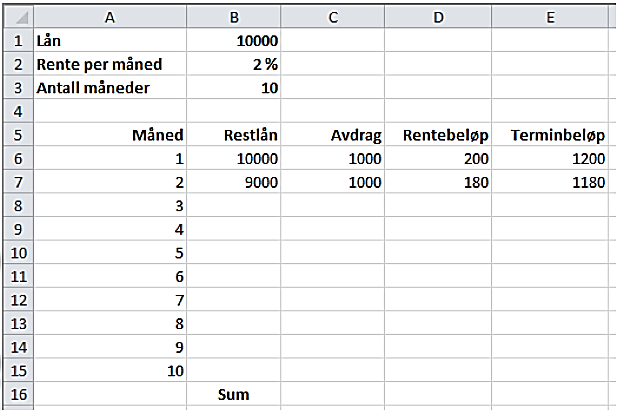 A B C D E
1 Lån 10000
2 Rente per måned 2 %
3 Antall måneder 10
4
5 Måned Restlån Avdrag Rentebeløp Terminbeløp
6 1 10000 1000 200 1200
7 2 9000 1000 180 1180
8 3
9 4
10 5
11 6
12 7
13 8
14 9
15 10
16 Sum